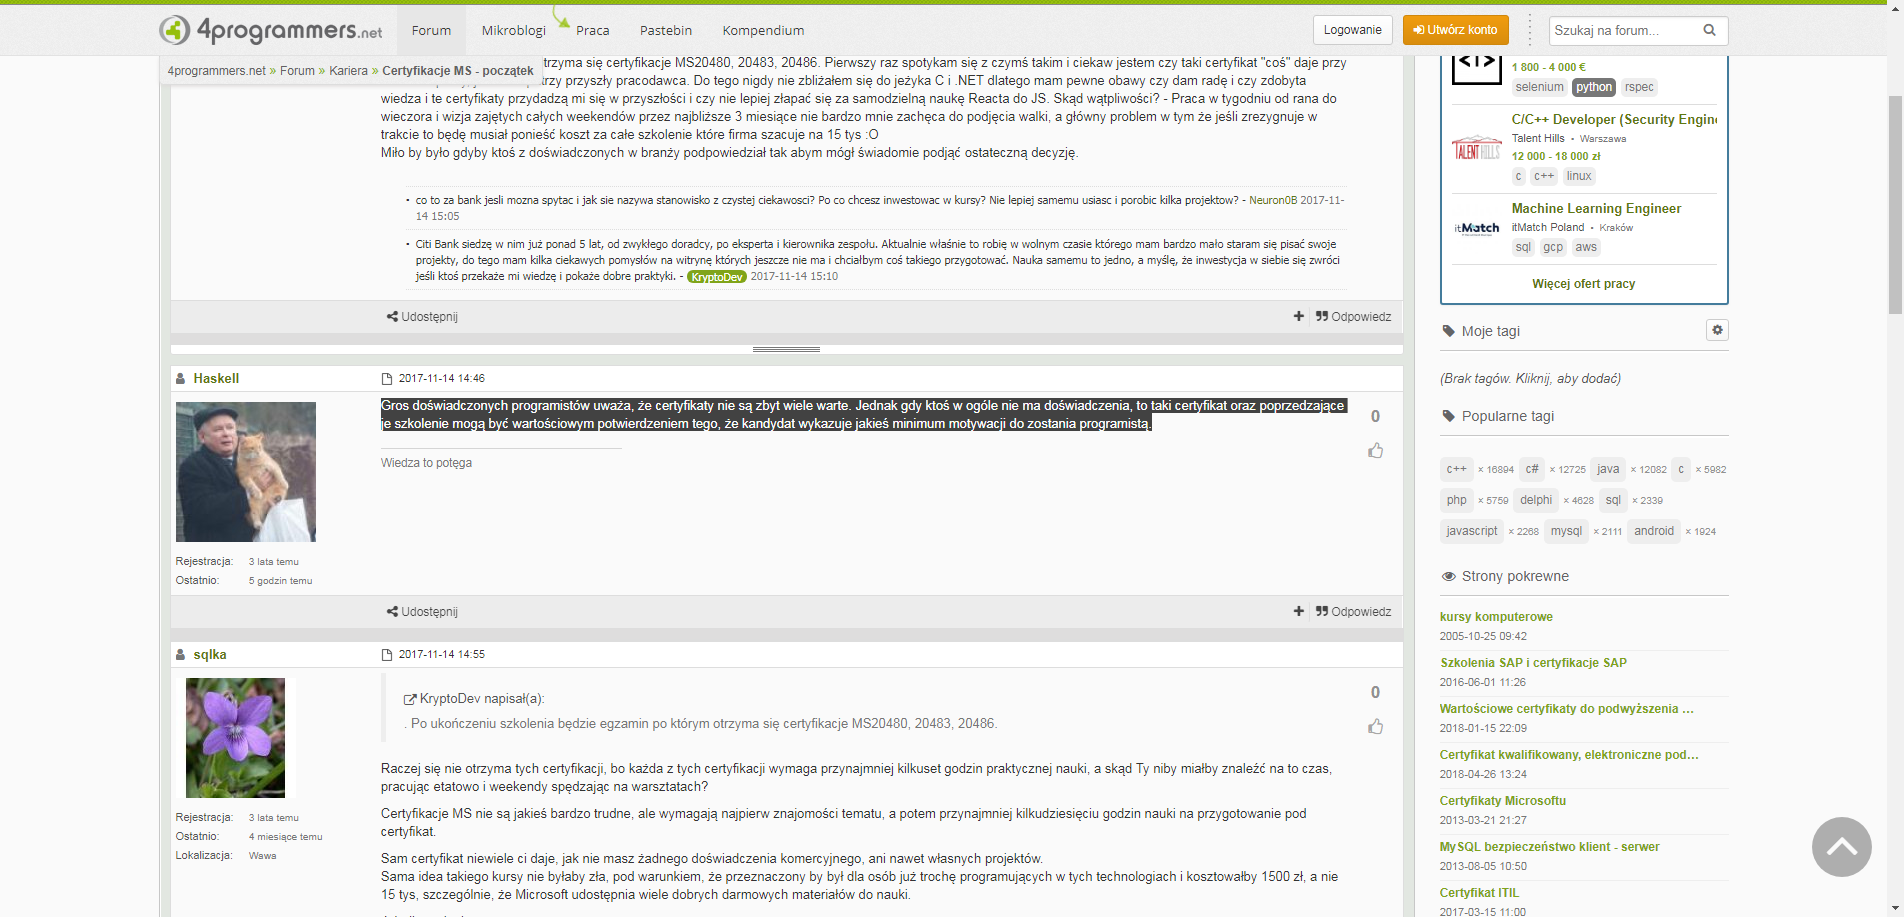 4programmers.net
Forum
Mikroblogi
Praca
Pastebin
Kompendium
Logowanie
Utwórz konto
Szukaj na forum...
4programmers.net » Forum » Kariera » Certyfikacje MS - początek
trzyma się certyfikacje MS20480, 20483, 20486. Pierwszy raz spotykam się z czymś takim i ciekaw jestem czy taki certyfikat "coś" daje przy
trzy przyszły pracodawca. Do tego nigdy nie zbliżałem się do jeżyka C i .NET dlatego mam pewne obawy czy dam radę i czy zdobyta
wiedza i te certyfikaty przydadzą mi się w przyszłości i czy nie lepiej złapać się za samodzielną naukę Reacta do JS. Skąd wątpliwości? - Praca w tygodniu od rana do
wieczora i wizja zajętych całych weekendów przez najbliższe 3 miesiące nie bardzo mnie zachęca do podjęcia walki, a główny problem w tym że jeśli zrezygnuje w
trakcie to będę musiał ponieść koszt za całe szkolenie które firma szacuje na 15 tys :O
Miło by było gdyby ktoś z doświadczonych w branży podpowiedział tak abym mógł świadomie podjąć ostateczną decyzję.
• co to za bank jesli mozna spytac i jak sie nazywa stanowisko z czystej ciekawosci? Po co chcesz inwestowac w kursy? Nie lepiej samemu usiasc i porobic kilka projektow? - Neuron0B 2017-11-
14 15:05
• Citi Bank siedzę w nim już ponad 5 lat, od zwykłego doradcy, po eksperta i kierownika zespołu. Aktualnie właśnie to robię w wolnym czasie którego mam bardzo mało staram się pisać swoje
projekty, do tego mam kilka ciekawych pomysłów na witrynę których jeszcze nie ma i chciałbym coś takiego przygotować. Nauka samemu to jedno, a myślę, że inwestycja w siebie się zwróci
jeśli ktoś przekaże mi wiedzę i pokaże dobre praktyki. - KryptoDev 2017-11-14 15:10
Udostępnij
Odpowiedz
Haskell
2017-11-14 14:46
Gros doświadczonych programistów uważa, że certyfikaty nie są zbyt wiele warte. Jednak gdy ktoś w ogóle nie ma doświadczenia, to taki certyfikat oraz poprzedzające
je szkolenie mogą być wartościowym potwierdzeniem tego, że kandydat wykazuje jakieś minimum motywacji do zostania programistą.
0
Wiedza to potęga
Rejestracja: 3 lata temu
Ostatnio: 5 godzin temu
Udostępnij
Odpowiedz
sqlka
2017-11-14 14:55
0
KryptoDev napisał(a):
. Po ukończeniu szkolenia będzie egzamin po którym otrzyma się certyfikacje MS20480, 20483, 20486.
Raczej się nie otrzyma tych certyfikacji, bo każda z tych certyfikacji wymaga przynajmniej kilkuset godzin praktycznej nauki, a skąd Ty niby miałby znaleźć na to czas,
pracując etatowo i weekendy spędzając na warsztatach?
Certyfikacje MS nie są jakieś bardzo trudne, ale wymagają najpierw znajomości tematu, a potem przynajmniej kilkudziesięciu godzin nauki na przygotowanie pod
certyfikat.
Sam certyfikat niewiele ci daje, jak nie masz żadnego doświadczenia komercyjnego, ani nawet własnych projektów.
Sama idea takiego kursy nie byłaby zła, pod warunkiem, że przeznaczony by był dla osób już trochę programujących w tych technologiach i kosztowałby 1500 zł, a nie
15 tys, szczególnie, że Microsoft udostępnia wiele dobrych darmowych materiałów do nauki.
Rejestracja: 3 lata temu
Ostatnio: 4 miesiące temu
Lokalizacja: Wawa
1 800 - 4 000 €
selenium python rspec
C/C++ Developer (Security Engine
Talent Hills • Warszawa
12 000 - 18 000 zł
c c++ linux
TALENT HILLS
Machine Learning Engineer
itMatch Poland • Kraków
sql gcp aws
itMatch
Więcej ofert pracy
Moje tagi
(Brak tagów. Kliknij, aby dodać)
Popularne tagi
c++ × 16894 c# × 12725 java × 12082 c × 5982
php × 5759 delphi × 4628 sql × 2339
javascript × 2268 mysql × 2111 android × 1924
Strony pokrewne
kursy komputerowe
2005-10-25 09:42
Szkolenia SAP i certyfikacje SAP
2016-06-01 11:26
Wartościowe certyfikaty do podwyższenia ...
2018-01-15 22:09
Certyfikat kwalifikowany, elektroniczne pod...
2018-04-26 13:24
Certyfikaty Microsoftu
2013-03-21 21:27
MySQL bezpieczeństwo klient - serwer
2013-08-05 10:50
Certyfikat ITIL
2017-03-15 11:00